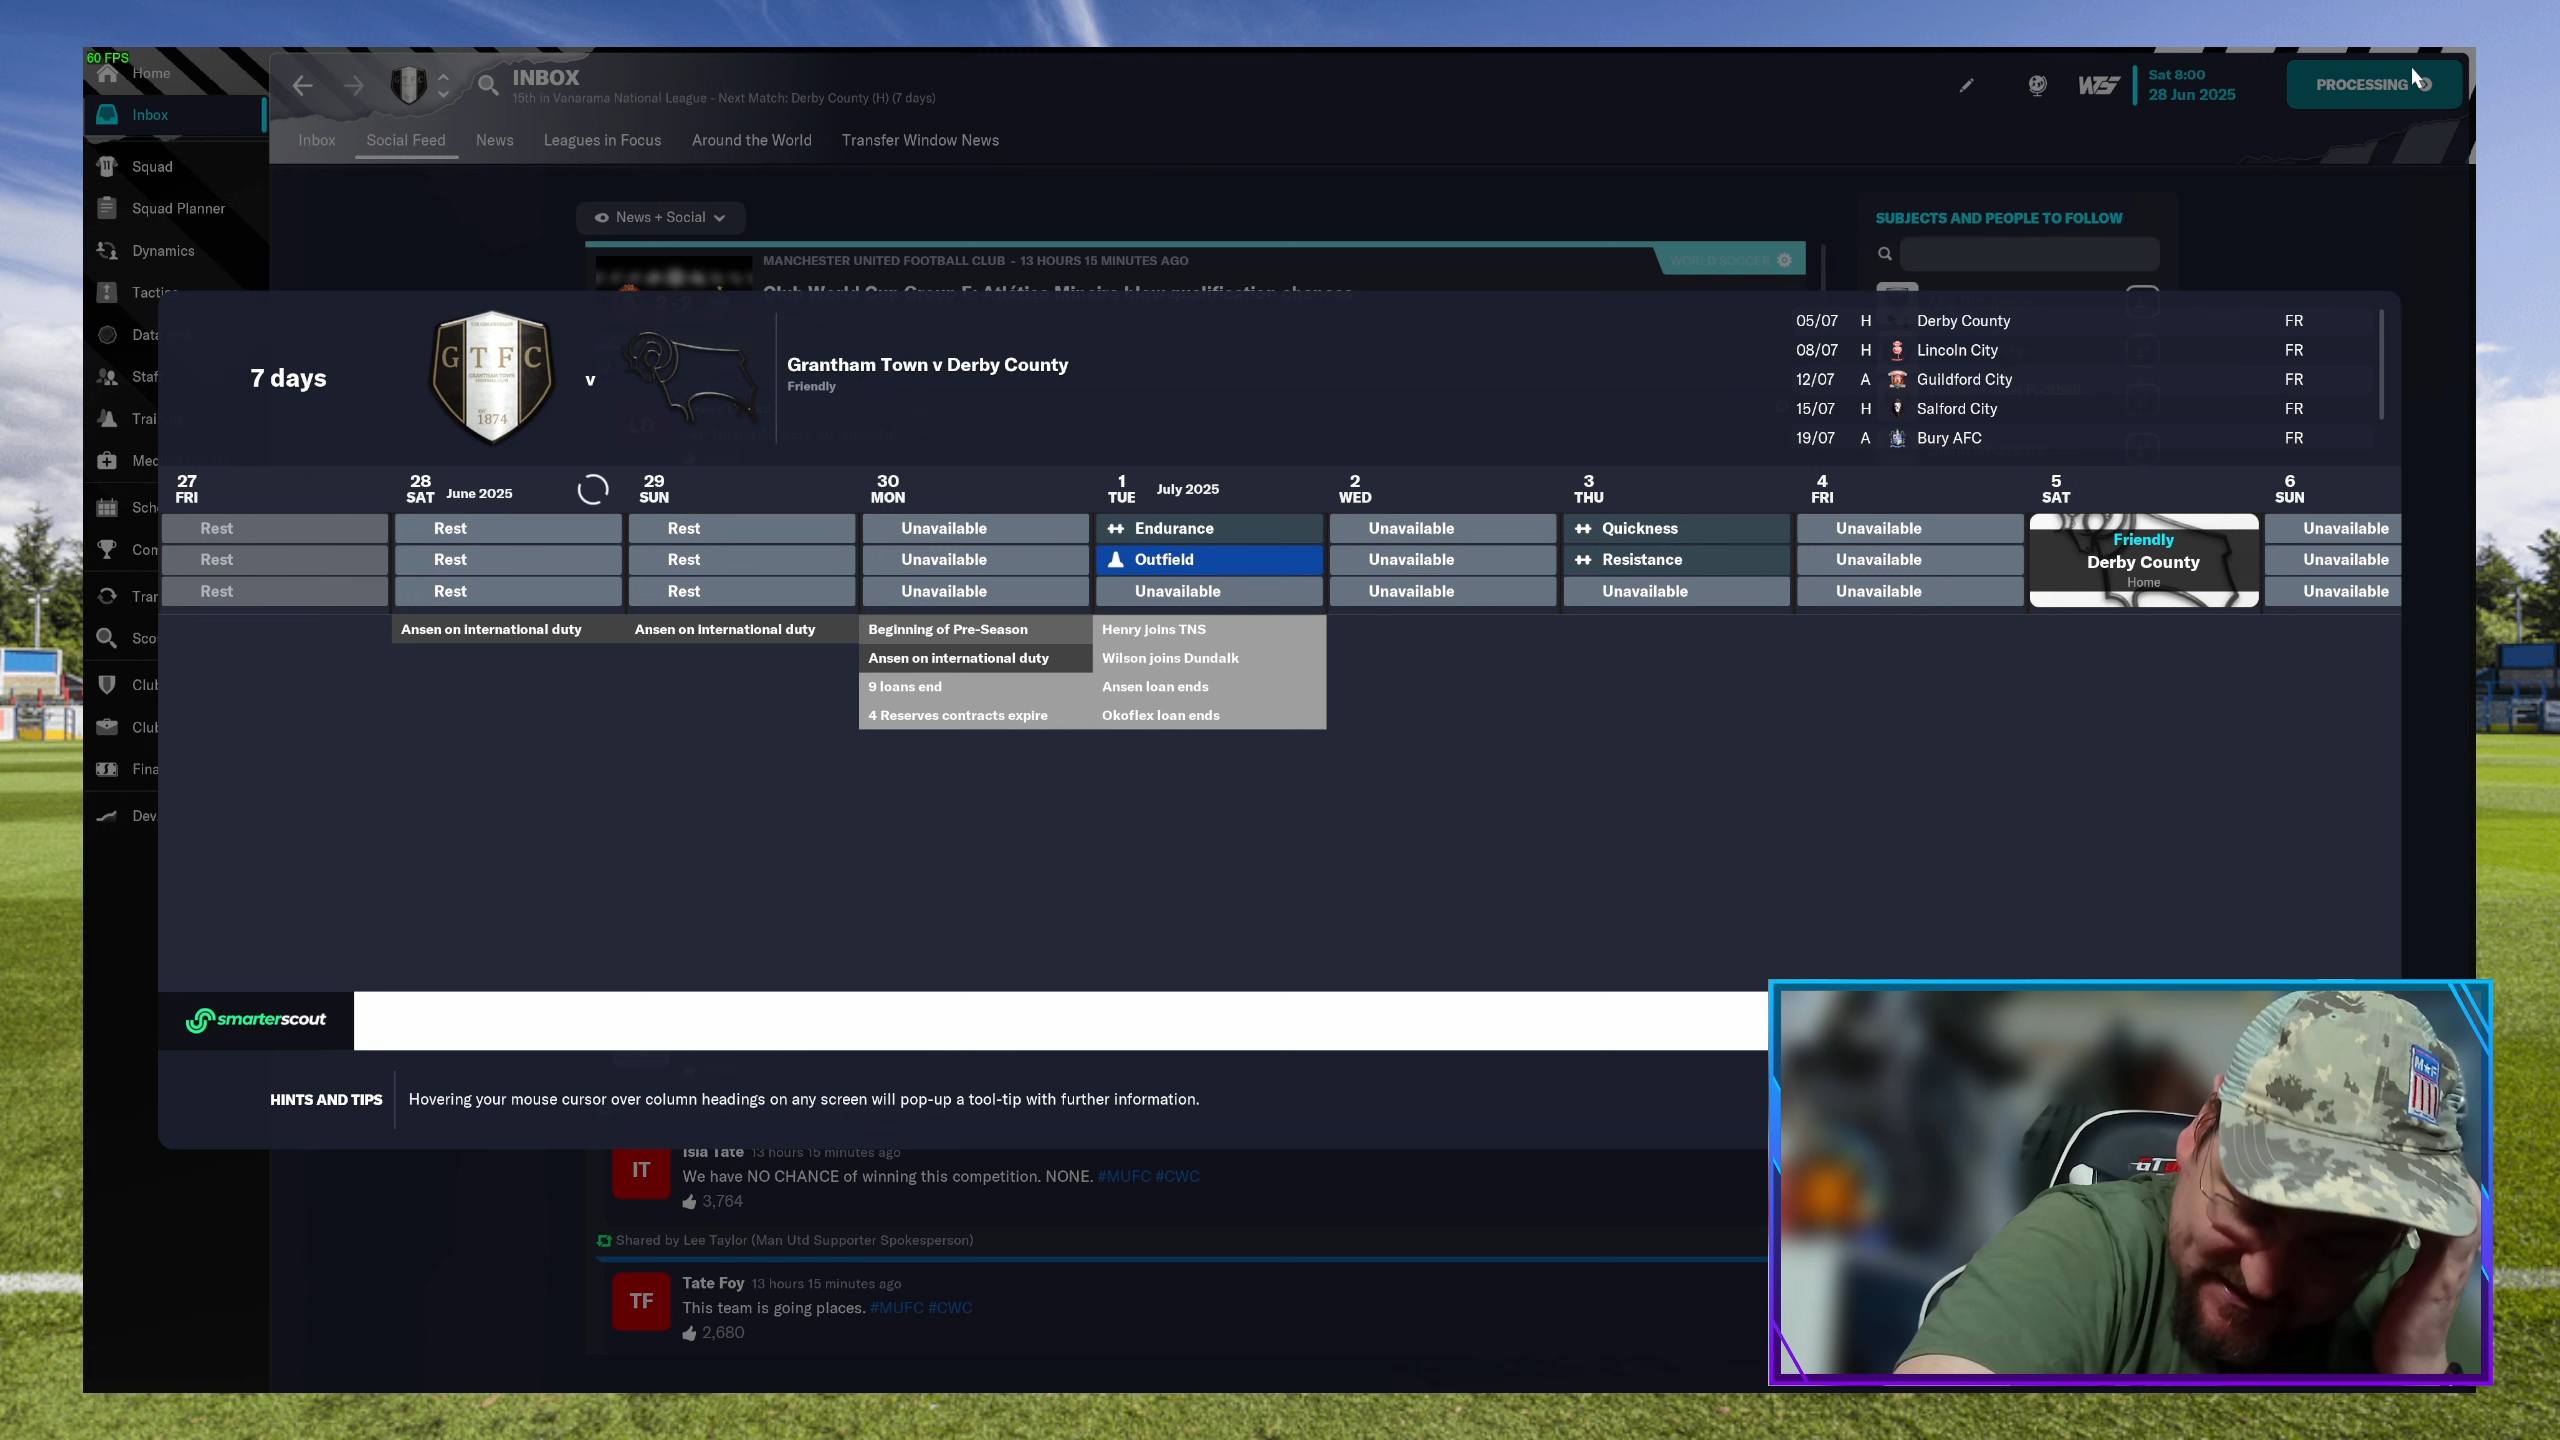 60 FPS
Home
Inbox
Squad
Squad Planner
Dynamics
INBOX
15th in Vanarama National League - Next Match: Derby County (H) (7 days)
Sat 8:00
28 Jun 2025
PROCESSING
Inbox
Social Feed
News
Leagues in Focus
Around the World
Transfer Window News
News + Social
SUBJECTS AND PEOPLE TO FOLLOW
MANCHESTER UNITED FOOTBALL CLUB - 13 HOURS 15 MINUTES AGO
WORLD SOCCER
7 days
GTFC
1874
v
Grantham Town v Derby County
Friendly
05/07 H Derby County FR
08/07 H Lincoln City FR
12/07 A Guildford City FR
15/07 H Salford City FR
19/07 A Bury AFC FR
27 FRI
28 SAT June 2025
29 SUN
30 MON
1 TUE July 2025
2 WED
3 THU
4 FRI
5 SAT
6 SUN
Rest Rest Rest Unavailable Endurance Unavailable Quickness Unavailable Friendly Unavailable
Rest Rest Rest Unavailable Outfield Unavailable Resistance Unavailable Derby County Unavailable
Rest Rest Rest Unavailable Unavailable Unavailable Unavailable Unavailable Home Unavailable
Ansen on international duty
Ansen on international duty
Beginning of Pre-Season
Henry joins TNS
Ansen on international duty
Wilson joins Dundalk
9 loans end
Ansen loan ends
4 Reserves contracts expire
Okoflex loan ends
smarterscout
HINTS AND TIPS
Hovering your mouse cursor over column headings on any screen will pop-up a tool-tip with further information.
IT
Isla Tate 13 hours 15 minutes ago
We have NO CHANCE of winning this competition. NONE. #MUFC #CWC
3,764
Shared by Lee Taylor (Man Utd Supporter Spokesperson)
TF
Tate Foy 13 hours 15 minutes ago
This team is going places. #MUFC #CWC
2,680